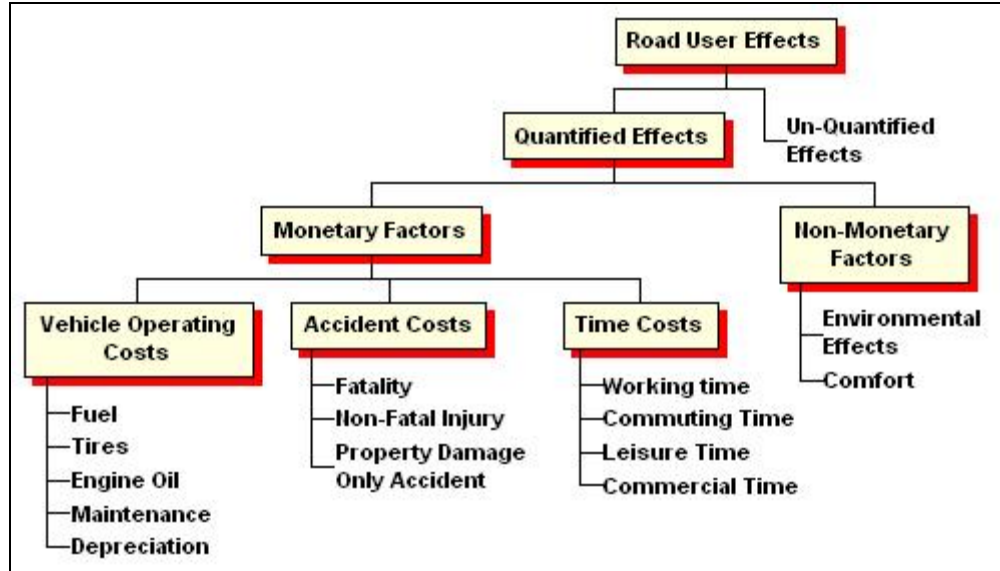 Road User Effects
Quantified Effects
Un-Quantified
Effects
Monetary Factors
Non-Monetary
Factors
Vehicle Operating
Costs
Accident Costs
Time Costs
Environmental
Effects
Comfort
Fuel
Tires
Engine Oil
Maintenance
Depreciation
Fatality
Non-Fatal Injury
Property Damage
Only Accident
Working time
Commuting Time
Leisure Time
Commercial Time